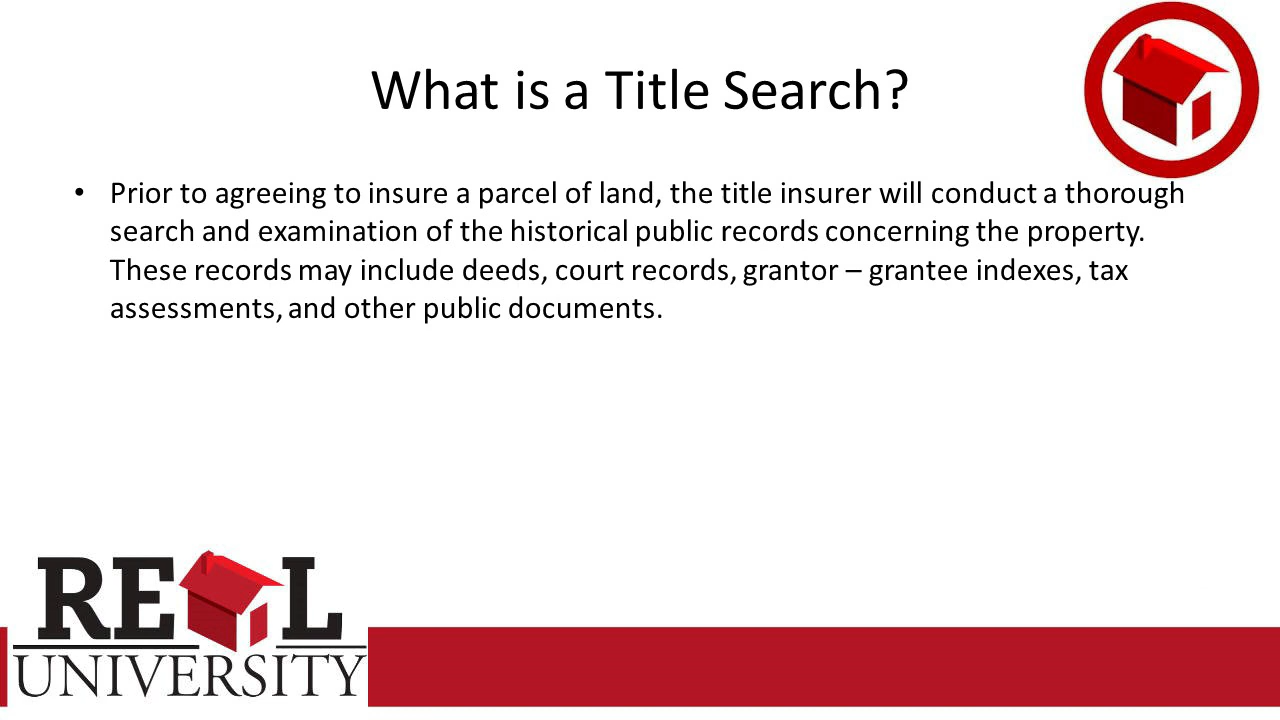 What is a Title Search?
• Prior to agreeing to insure a parcel of land, the title insurer will conduct a thorough
search and examination of the historical public records concerning the property.
These records may include deeds, court records, grantor – grantee indexes, tax
assessments, and other public documents.
REAL
UNIVERSITY